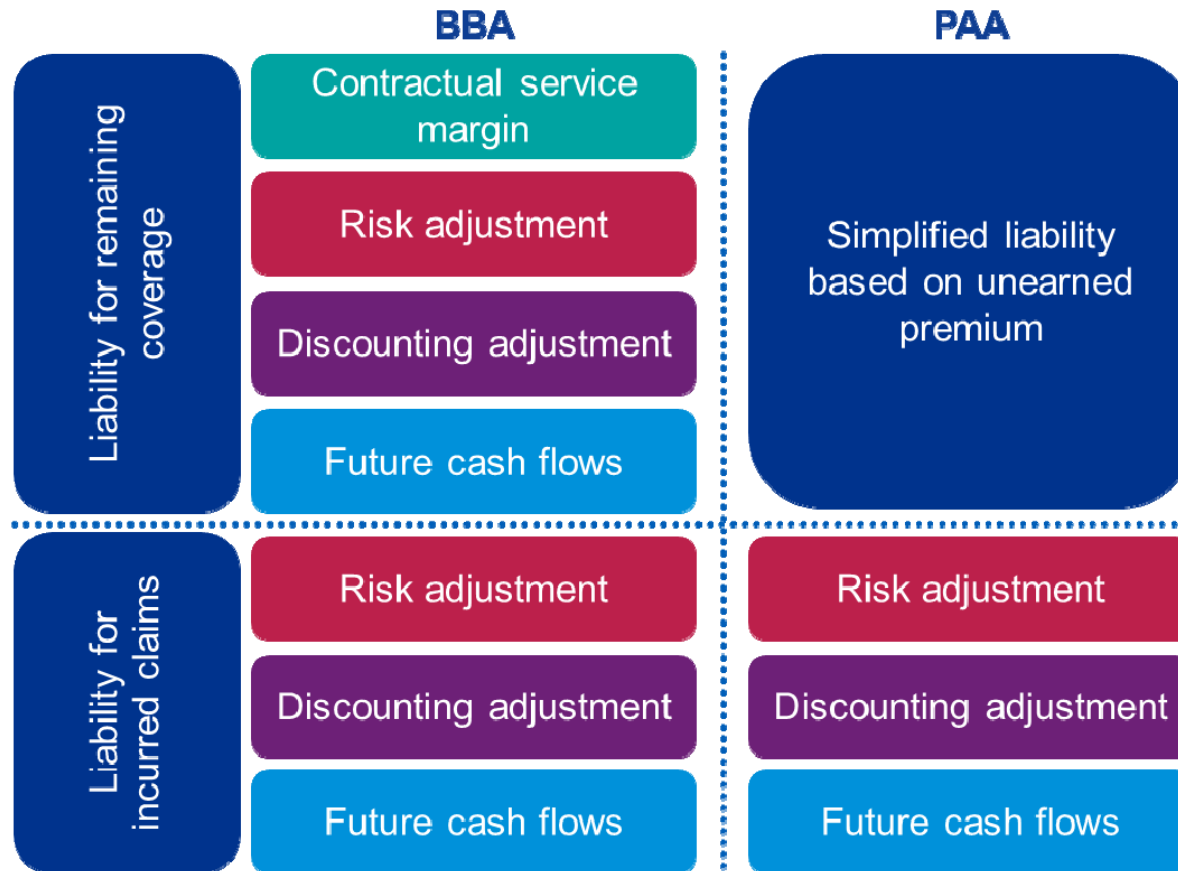 BBA
PAA
Liability for remaining
coverage
Contractual service
margin
Risk adjustment
Discounting adjustment
Future cash flows
Simplified liability
based on unearned
premium
Liability for
incurred claims
Risk adjustment
Discounting adjustment
Future cash flows
Risk adjustment
Discounting adjustment
Future cash flows